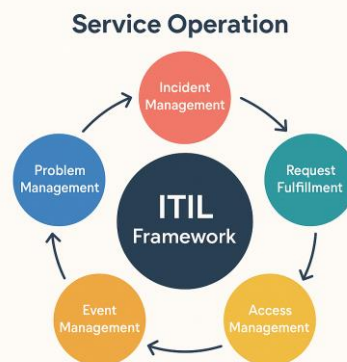 Service Operation
Incident
Management
Request
Fulfillment
Access
Management
Event
Management
Problem
Management
ITIL
Framework